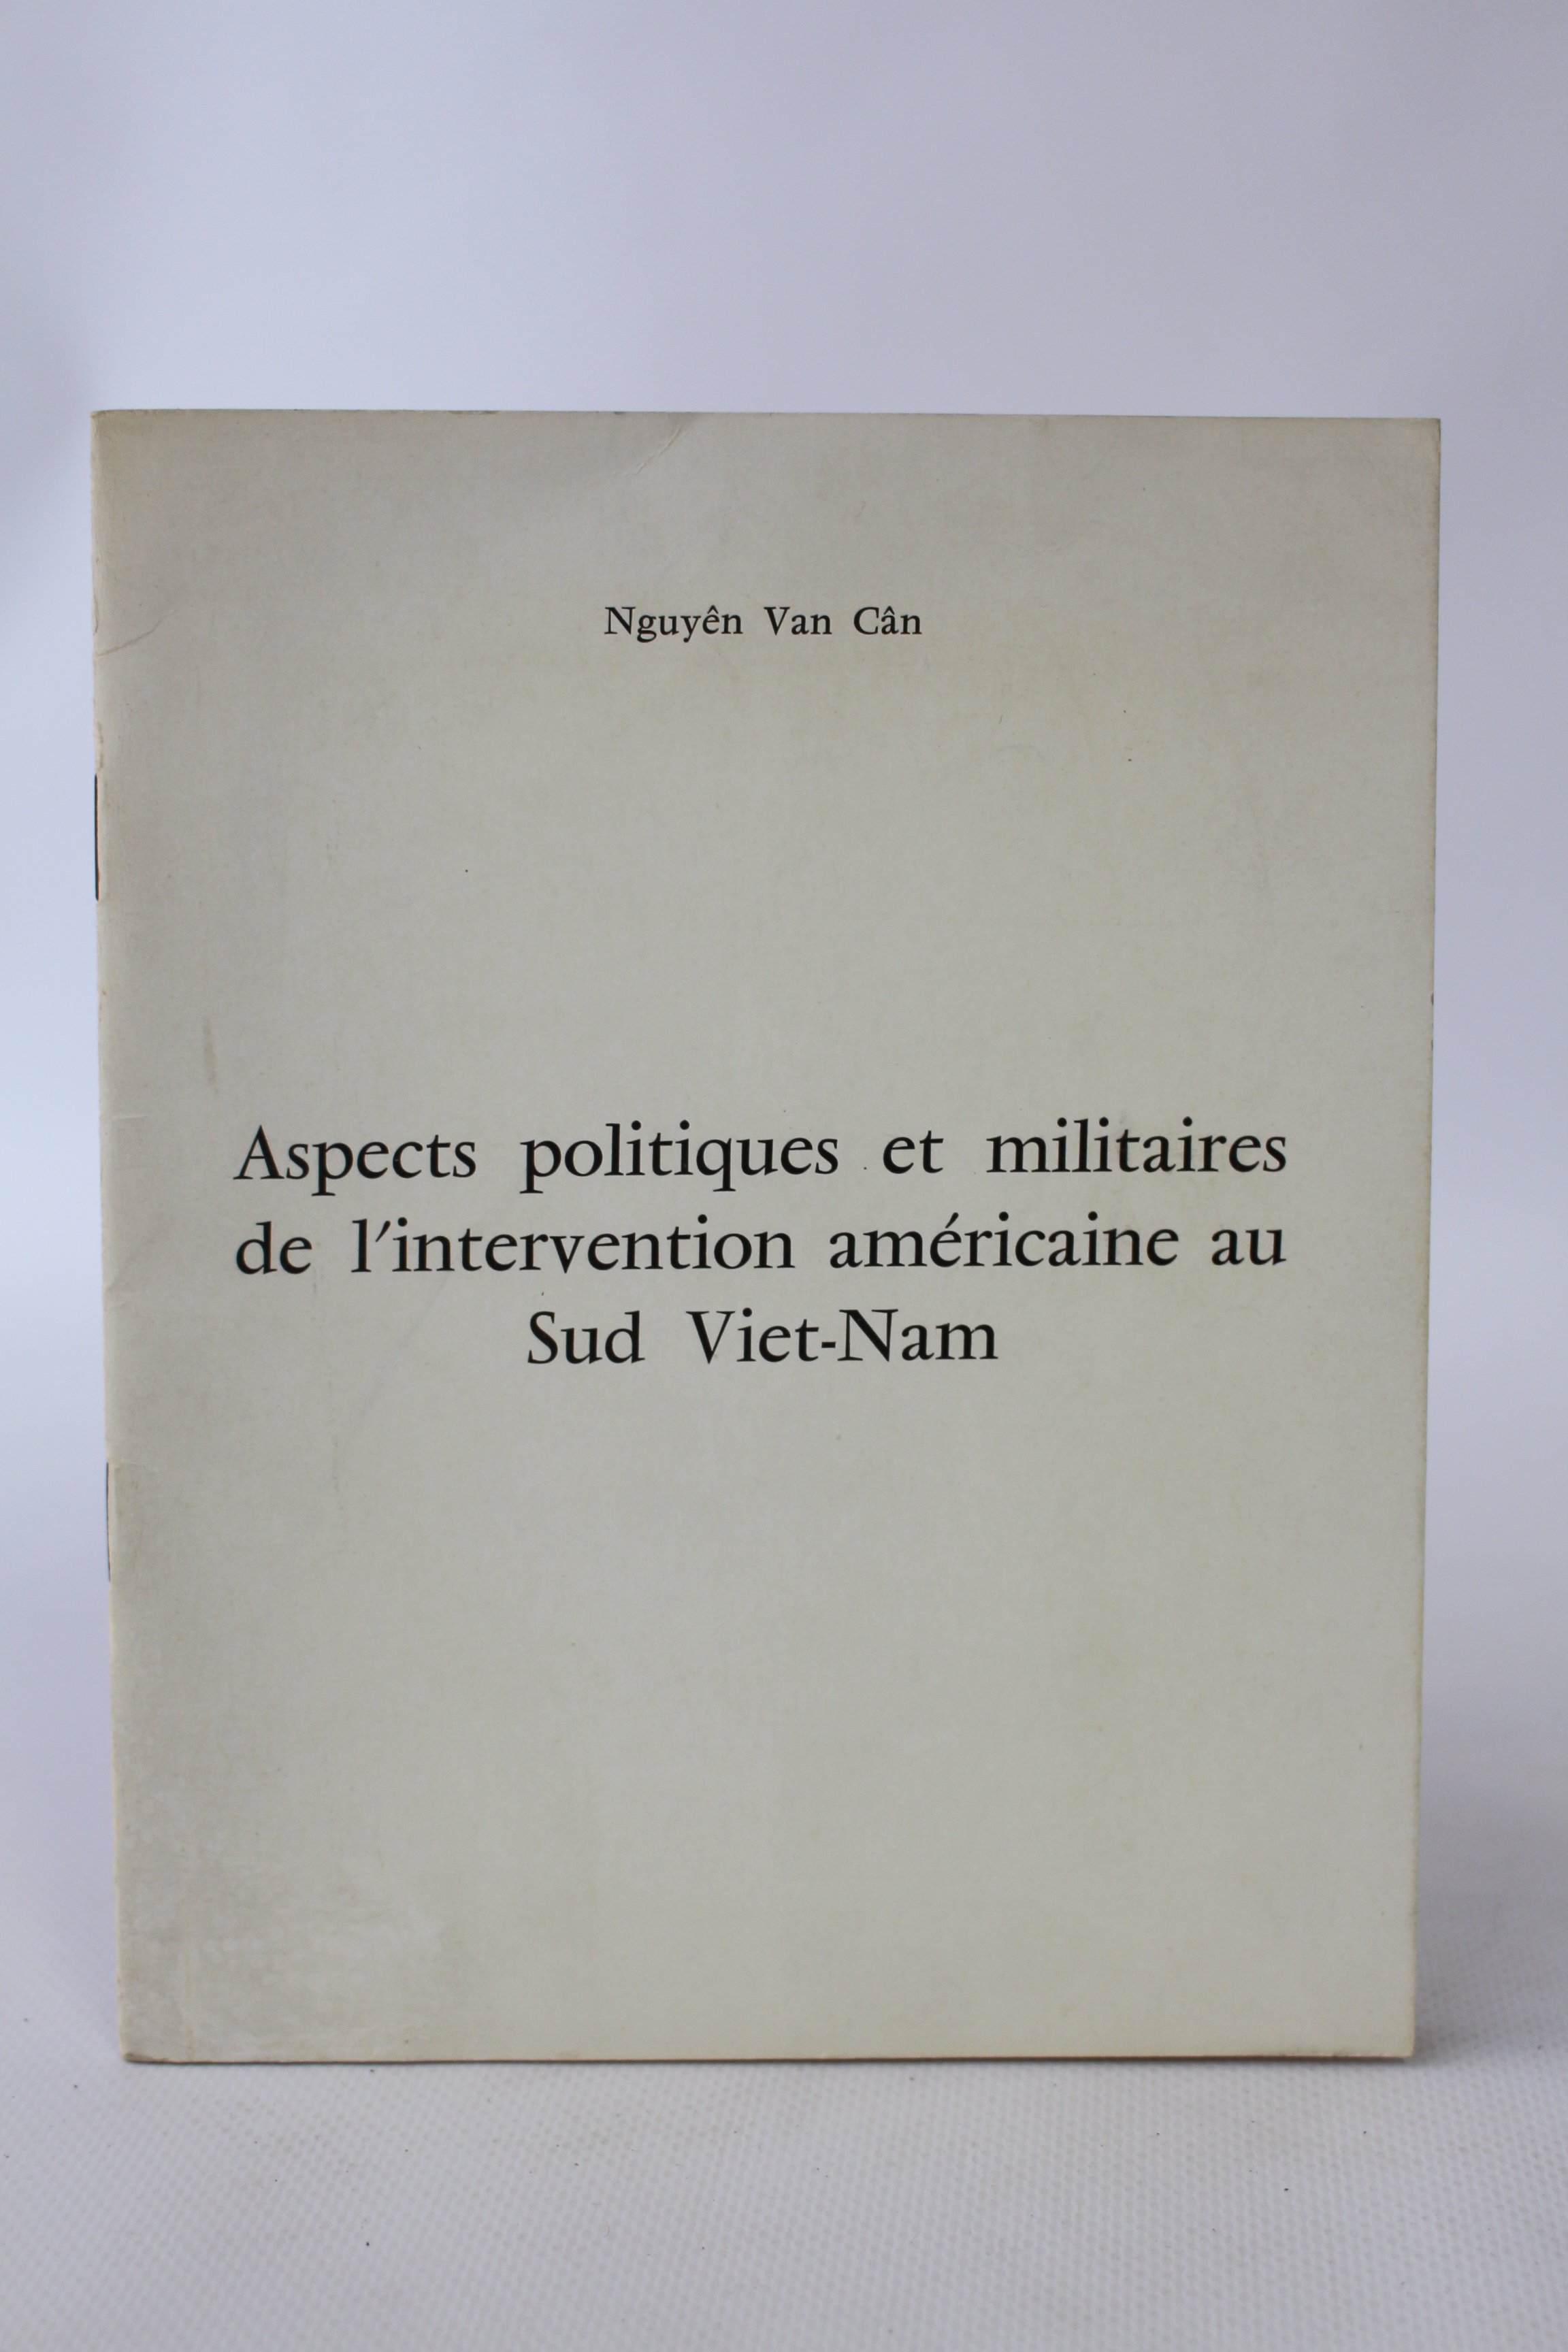 Nguyên Van Cân
Aspects politiques et militaires
de l'intervention américaine au
Sud Viet-Nam